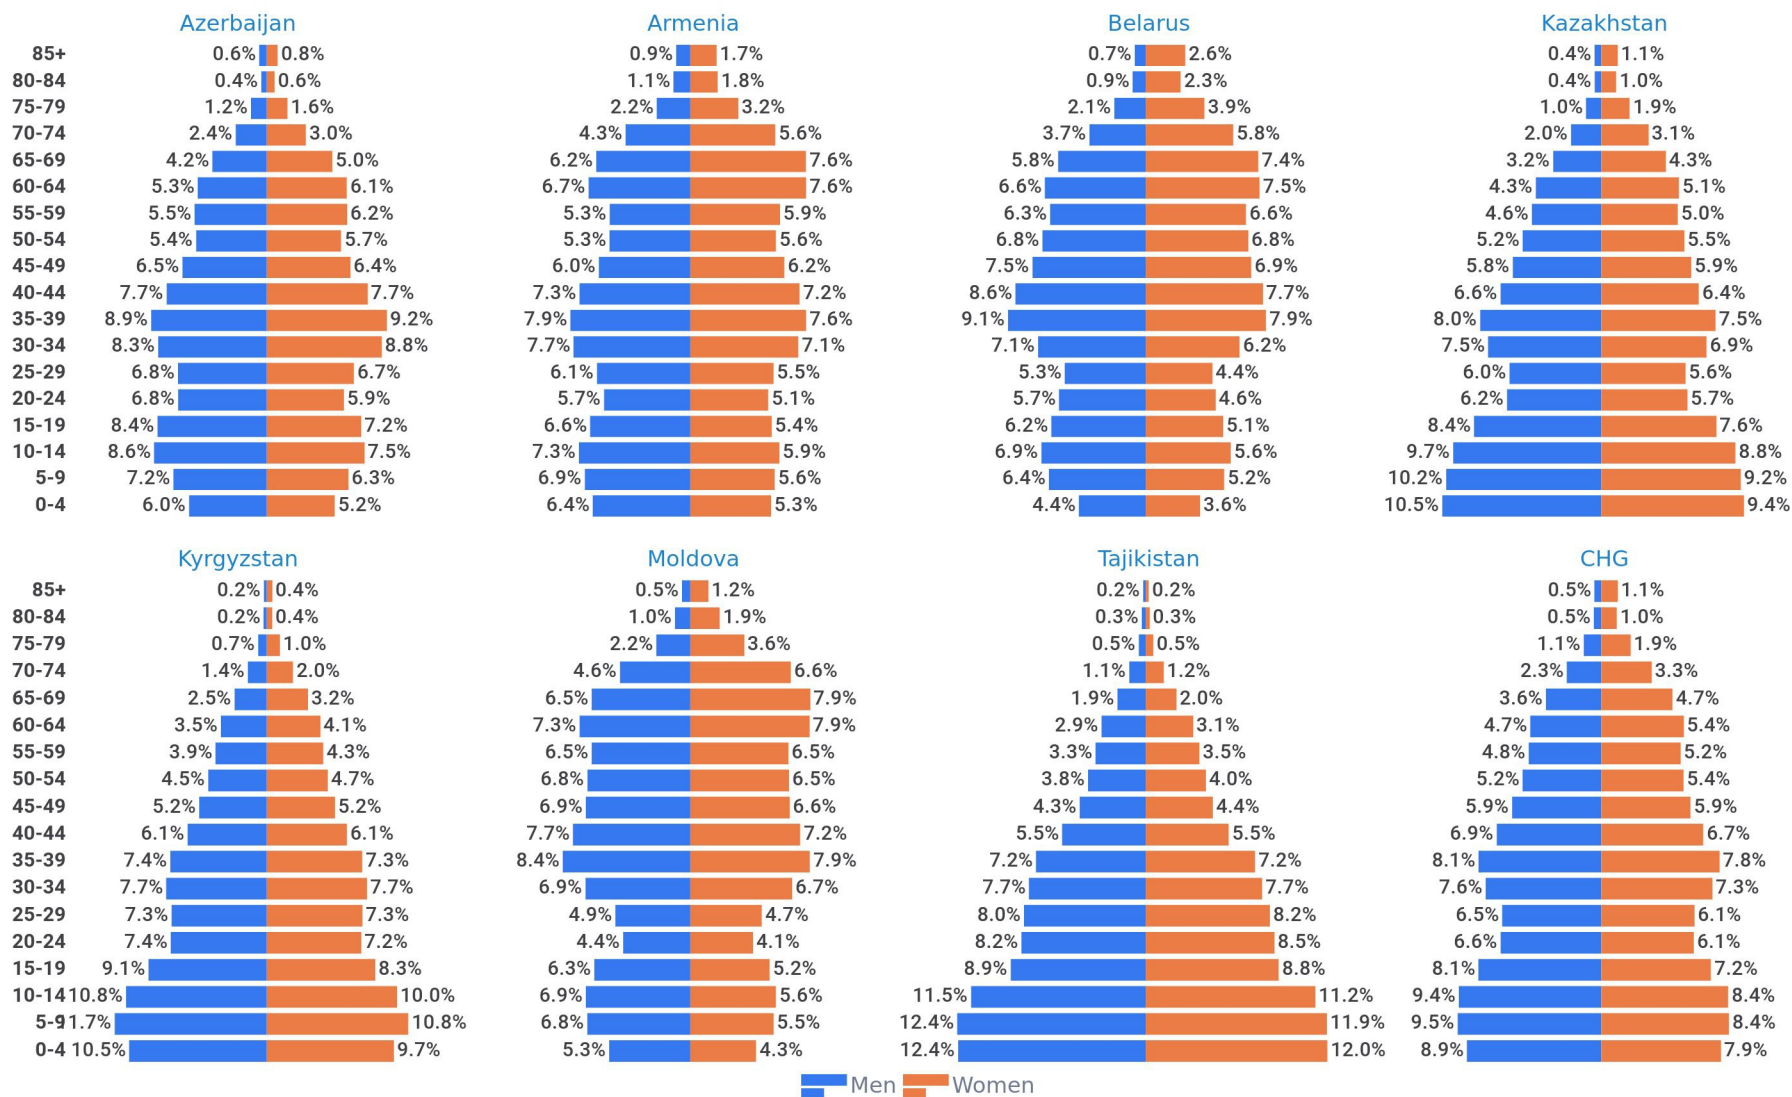 Azerbaijan Armenia Belarus Kazakhstan
85+ 0.6% 0.8% 0.9% 1.7% 0.7% 2.6% 0.4% 1.1%
80-84 0.4% 0.6% 1.1% 1.8% 0.9% 2.3% 0.4% 1.0%
75-79 1.2% 1.6% 2.2% 3.2% 2.1% 3.9% 1.0% 1.9%
70-74 2.4% 3.0% 4.3% 5.6% 3.7% 5.8% 2.0% 3.1%
65-69 4.2% 5.0% 6.2% 7.6% 5.8% 7.4% 3.2% 4.3%
60-64 5.3% 6.1% 6.7% 7.6% 6.6% 7.5% 4.3% 5.1%
55-59 5.5% 6.2% 5.3% 5.9% 6.3% 6.6% 4.6% 5.0%
50-54 5.4% 5.7% 5.3% 5.6% 6.8% 6.8% 5.2% 5.5%
45-49 6.5% 6.4% 6.0% 6.2% 7.5% 6.9% 5.8% 5.9%
40-44 7.7% 7.7% 7.3% 7.2% 8.6% 7.7% 6.6% 6.4%
35-39 8.9% 9.2% 7.9% 7.6% 9.1% 7.9% 8.0% 7.5%
30-34 8.3% 8.8% 7.7% 7.1% 7.1% 6.2% 7.5% 6.9%
25-29 6.8% 6.7% 6.1% 5.5% 5.3% 4.4% 6.0% 5.6%
20-24 6.8% 5.9% 5.7% 5.1% 5.7% 4.6% 6.2% 5.7%
15-19 8.4% 7.2% 6.6% 5.4% 6.2% 5.1% 8.4% 7.6%
10-14 8.6% 7.5% 7.3% 5.9% 6.9% 5.6% 9.7% 8.8%
5-9 7.2% 6.3% 6.9% 5.6% 6.4% 5.2% 10.2% 9.2%
0-4 6.0% 5.2% 6.4% 5.3% 4.4% 3.6% 10.5% 9.4%
Kyrgyzstan Moldova Tajikistan CHG
85+ 0.2% 0.4% 0.5% 1.2% 0.2% 0.2% 0.5% 1.1%
80-84 0.2% 0.4% 1.0% 1.9% 0.3% 0.3% 0.5% 1.0%
75-79 0.7% 1.0% 2.2% 3.6% 0.5% 0.5% 1.1% 1.9%
70-74 1.4% 2.0% 4.6% 6.6% 1.1% 1.2% 2.3% 3.3%
65-69 2.5% 3.2% 6.5% 7.9% 1.9% 2.0% 3.6% 4.7%
60-64 3.5% 4.1% 7.3% 7.9% 2.9% 3.1% 4.7% 5.4%
55-59 3.9% 4.3% 6.5% 6.5% 3.3% 3.5% 4.8% 5.2%
50-54 4.5% 4.7% 6.8% 6.5% 3.8% 4.0% 5.2% 5.4%
45-49 5.2% 5.2% 6.9% 6.6% 4.3% 4.4% 5.9% 5.9%
40-44 6.1% 6.1% 7.7% 7.2% 5.5% 5.5% 6.9% 6.7%
35-39 7.4% 7.3% 8.4% 7.9% 7.2% 7.2% 8.1% 7.8%
30-34 7.7% 7.7% 6.9% 6.7% 7.7% 7.7% 7.6% 7.3%
25-29 7.3% 7.3% 4.9% 4.7% 8.0% 8.2% 6.5% 6.1%
20-24 7.4% 7.2% 4.4% 4.1% 8.2% 8.5% 6.6% 6.1%
15-19 9.1% 8.3% 6.3% 5.2% 8.9% 8.8% 8.1% 7.2%
10-14 10.8% 10.0% 6.9% 5.6% 11.5% 11.2% 9.4% 8.4%
5-9 11.7% 10.8% 6.8% 5.5% 12.4% 11.9% 9.5% 8.4%
0-4 10.5% 9.7% 5.3% 4.3% 12.4% 12.0% 8.9% 7.9%
Men Women